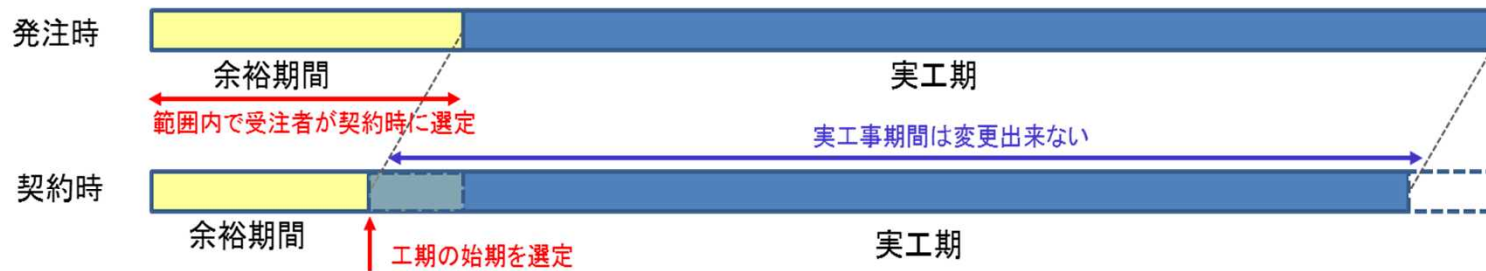 発注時
余裕期間
実工期
範囲内で受注者が契約時に選定
実工事期間は変更出来ない
契約時
余裕期間
実工期
工期の始期を選定